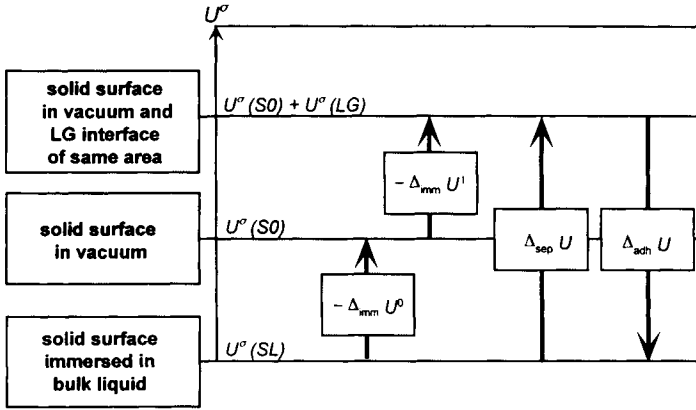 U^σ
solid surface
in vacuum and
LG interface
of same area
U^σ (S0) + U^σ (LG)
− Δ_imm U^1
solid surface
in vacuum
U^σ (S0)
Δ_sep U
Δ_adh U
− Δ_imm U^0
solid surface
immersed in
bulk liquid
U^σ (SL)